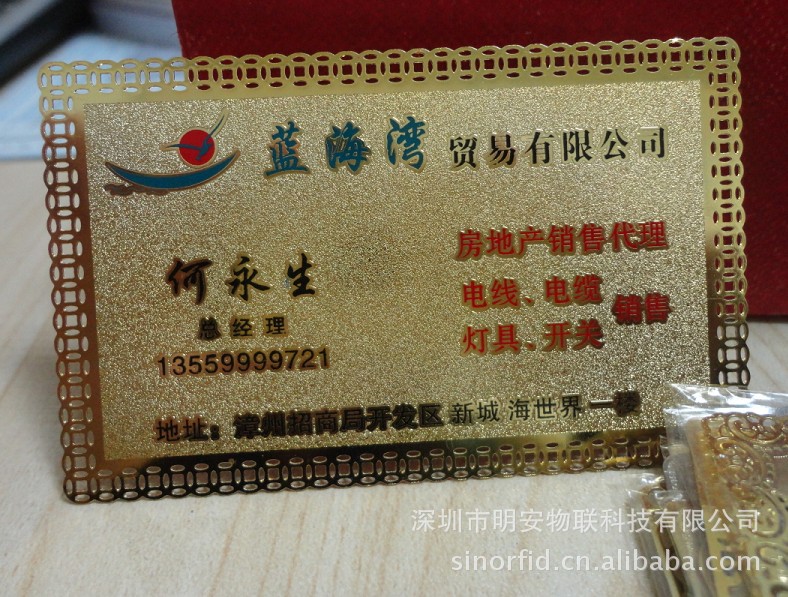 蓝海湾 贸易有限公司
房地产销售代理
何永生
电线、电缆
灯具、开关
销售
总经理
13559999721
地址：漳州招商局开发区 新城 海世界 一楼
深圳市明安物联科技有限公司
sinorfid.cn.alibaba.com